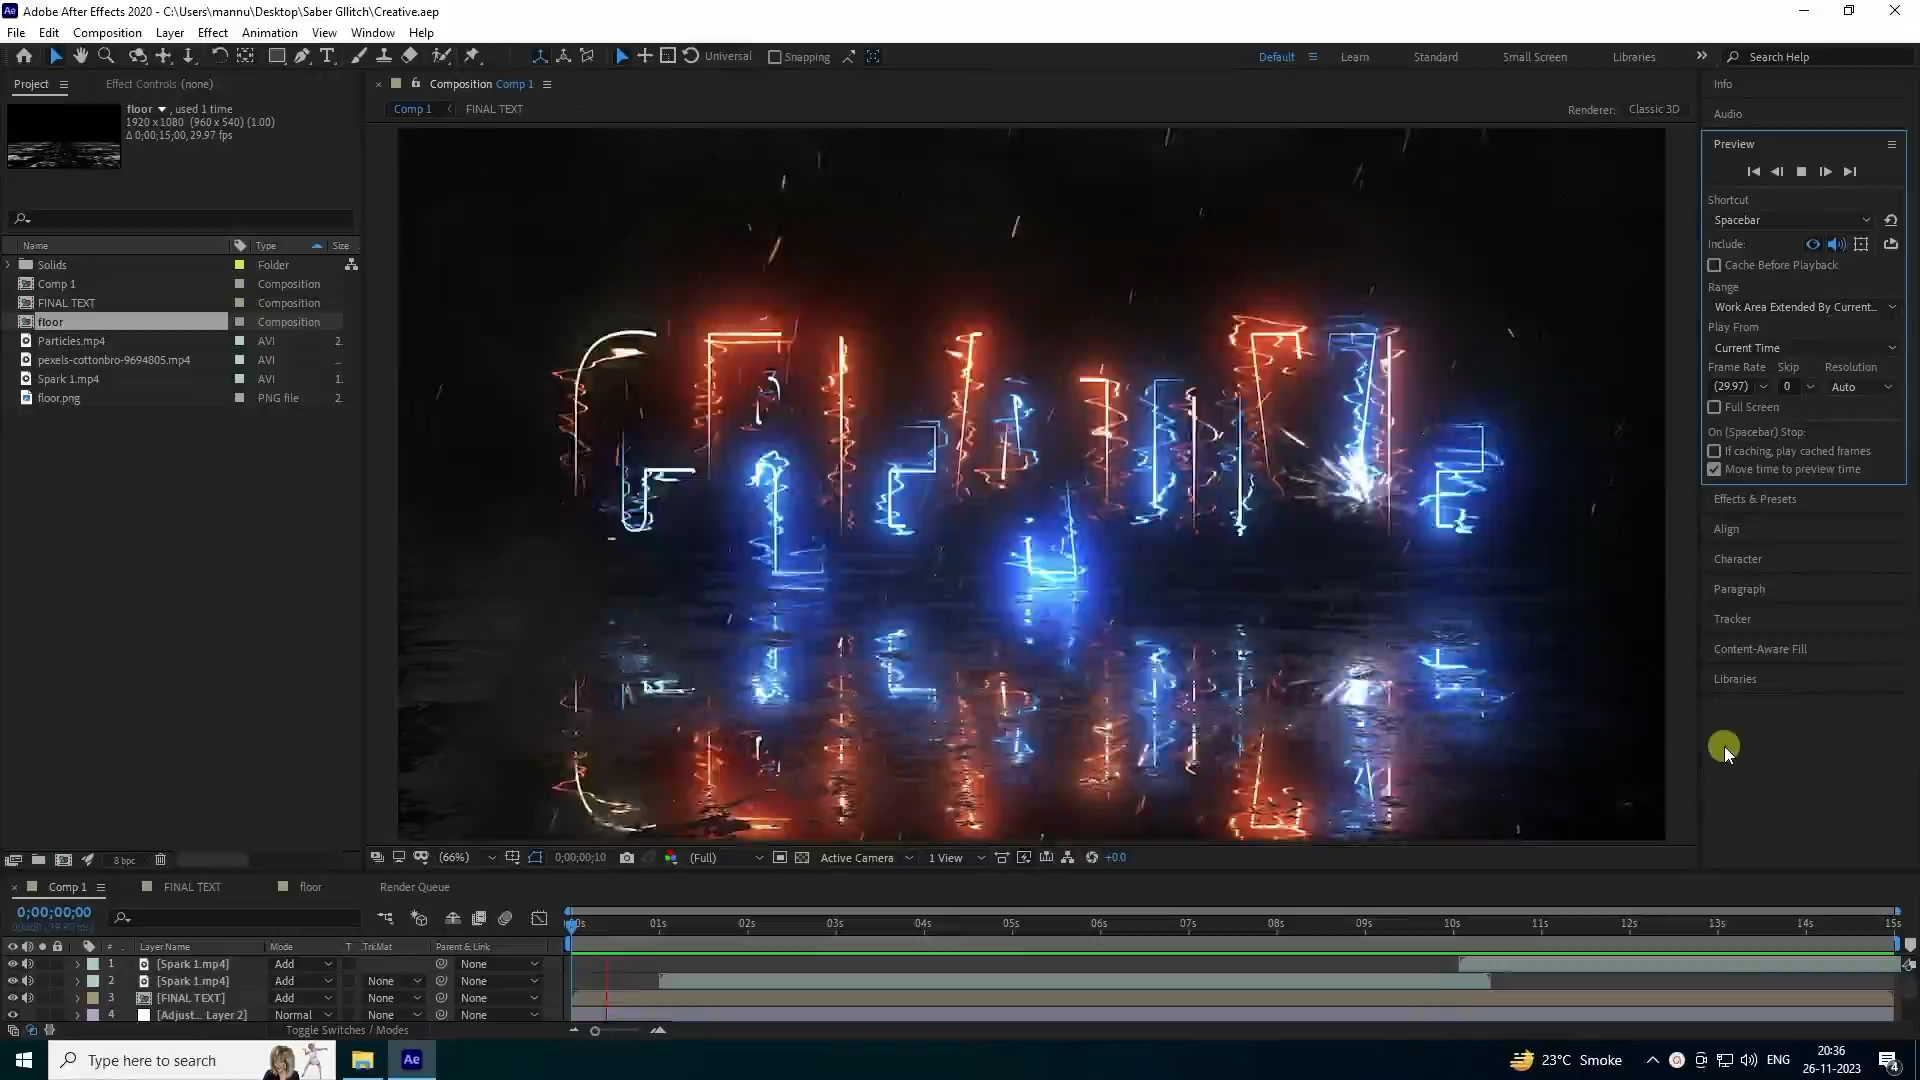 Adobe After Effects 2020 - C:\Users\mannu\Desktop\Saber Gllitch\Creative.aep
File Edit Composition Layer Effect Animation View Window Help
Universal Snapping Default Learn Standard Small Screen Libraries Search Help
Project Effect Controls (none)
floor , used 1 time
1920 x 1080 (960 x 540) (1.00)
Δ 0;00;15;00, 29.97 fps
Name Type Size
Solids Folder
Comp 1 Composition
FINAL TEXT Composition
floor Composition
Particles.mp4 AVI 2.
pexels-cottonbro-9694805.mp4 AVI ...
Spark 1.mp4 AVI 1.
floor.png PNG file 2.
8 bpc
Composition Comp 1
Comp 1 FINAL TEXT
Renderer: Classic 3D
(66%) 0;00;00;10 (Full) Active Camera 1 View +0.0
Info
Audio
Preview
Shortcut
Spacebar
Include:
Cache Before Playback
Range
Work Area Extended By Current...
Play From
Current Time
Frame Rate Skip Resolution
(29.97) 0 Auto
Full Screen
On (Spacebar) Stop:
If caching, play cached frames
Move time to preview time
Effects & Presets
Align
Character
Paragraph
Tracker
Content-Aware Fill
Libraries
Comp 1 FINAL TEXT floor Render Queue
0;00;00;00
01s 02s 03s 04s 05s 06s 07s 08s 09s 10s 11s 12s 13s 14s 15s
# Layer Name Mode T TrkMat Parent & Link
1 [Spark 1.mp4] Add None
2 [Spark 1.mp4] Add None None
3 [FINAL TEXT] Add None None
4 [Adjust... Layer 2] Normal None None
Toggle Switches / Modes
Type here to search
Ae
23°C Smoke
ENG
20:36
26-11-2023
4